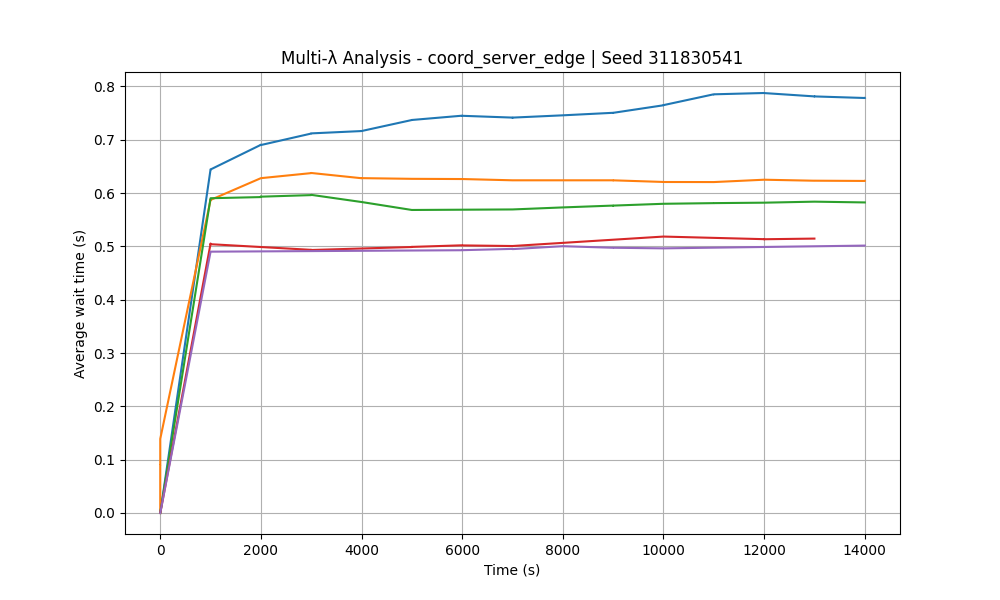 Multi-λ Analysis - coord_server_edge | Seed 311830541
Average wait time (s)
0.8
0.7
0.6
0.5
0.4
0.3
0.2
0.1
0.0
0 2000 4000 6000 8000 10000 12000 14000
Time (s)